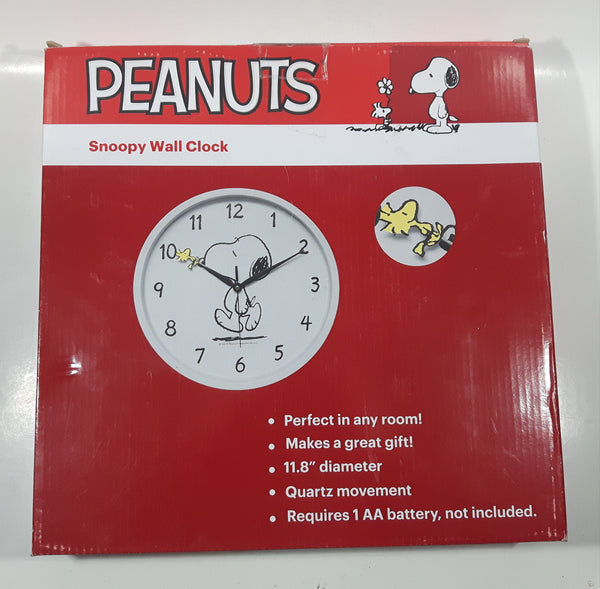 PEANUTS
Snoopy Wall Clock
12
11
1
10
2
9
3
8
4
7
5
6
• Perfect in any room!
• Makes a great gift!
• 11.8” diameter
• Quartz movement
• Requires 1 AA battery, not included.